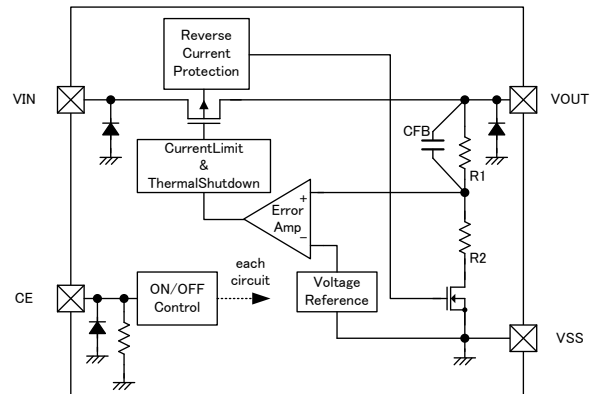 Reverse
Current
Protection
VIN
VOUT
CFB
R1
CurrentLimit
&
ThermalShutdown
+
Error
Amp
−
R2
each
circuit
CE
ON/OFF
Control
Voltage
Reference
VSS